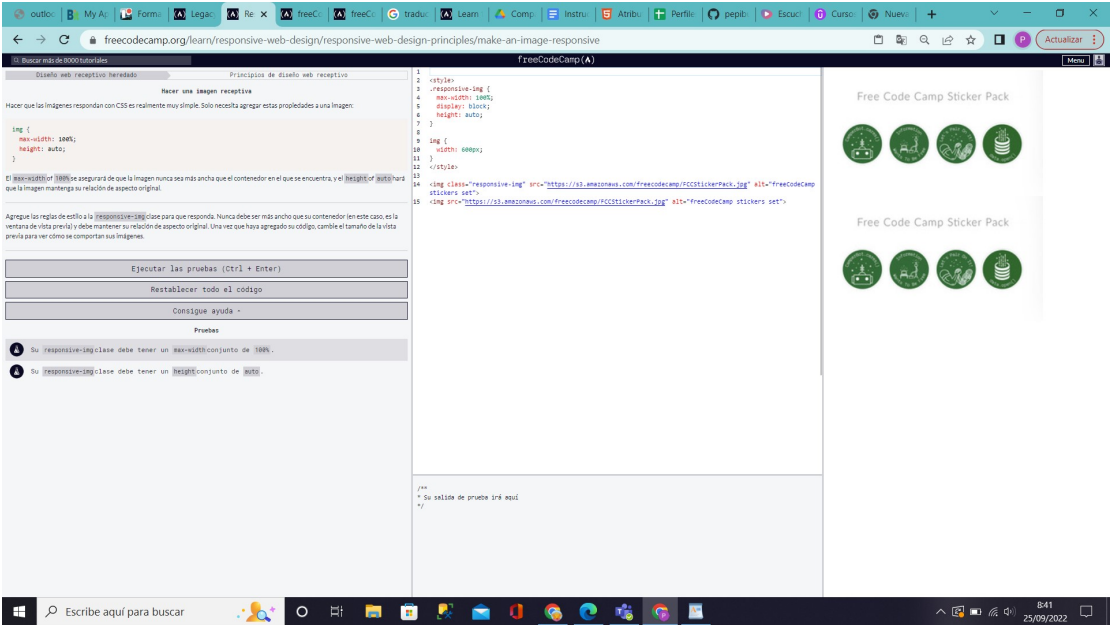 outloc
My Ap
Forma
Legac
Re
freeCo
freeCo
traduc
Learn
Comp
Instru
Atribu
Perfile
pepib
Escuch
Curso
Nueva
freecodecamp.org/learn/responsive-web-design/responsive-web-design-principles/make-an-image-responsive
P
Actualizar
Buscar más de 8000 tutoriales
freeCodeCamp(A)
Menu
Diseño web receptivo heredado
Principios de diseño web receptivo
Hacer una imagen receptiva
Hacer que las imágenes respondan con CSS es realmente muy simple. Solo necesita agregar estas propiedades a una imagen:
img {
max-width: 100%;
height: auto;
}
El max-width of 100% se asegurará de que la imagen nunca sea más ancha que el contenedor en el que se encuentra, y el height of auto hará
que la imagen mantenga su relación de aspecto original.
Agregue las reglas de estilo a la responsive-img clase para que responda. Nunca debe ser más ancho que su contenedor (en este caso, es la
ventana de vista previa) y debe mantener su relación de aspecto original. Una vez que haya agregado su código, cambie el tamaño de la vista
previa para ver cómo se comportan sus imágenes.
Ejecutar las pruebas (Ctrl + Enter)
Restablecer todo el código
Consigue ayuda
Pruebas
Su responsive-img clase debe tener un max-width conjunto de 100% .
Su responsive-img clase debe tener un height conjunto de auto .
1
2 <style>
3 .responsive-img {
4 max-width: 100%;
5 display: block;
6 height: auto;
7 }
8
9 img {
10 width: 600px;
11 }
12 </style>
13
14 <img class="responsive-img" src="https://s3.amazonaws.com/freecodecamp/FCCStickerPack.jpg" alt="freeCodeCamp
stickers set">
15 <img src="https://s3.amazonaws.com/freecodecamp/FCCStickerPack.jpg" alt="freeCodeCamp stickers set">
/**
* Su salida de prueba irá aquí
*/
Free Code Camp Sticker Pack
Free Code Camp Sticker Pack
Escribe aquí para buscar
8:41
25/09/2022